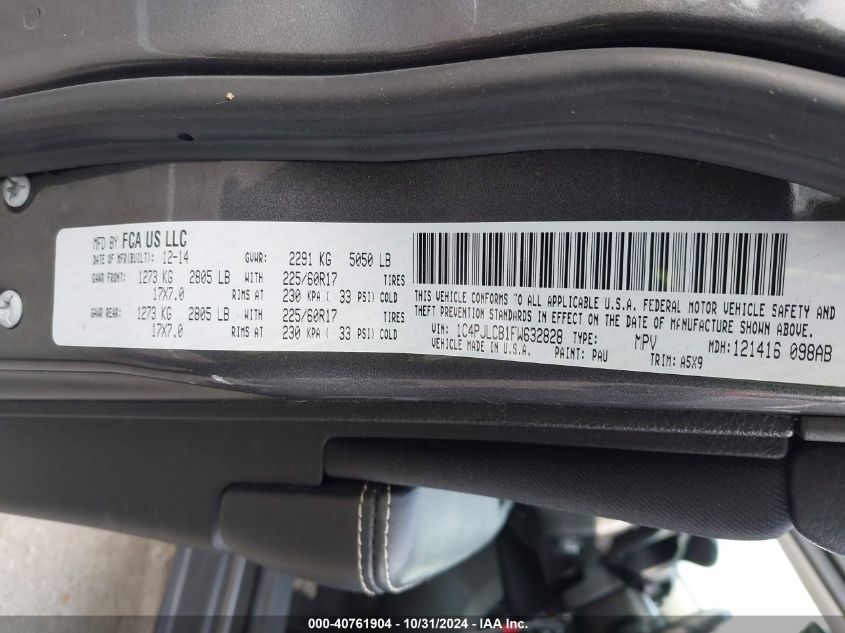 MFD BY FCA US LLC
DATE OF MFR(BUILT): 12-14 GVWR: 2291 KG 5050 LB
GAWR FRONT: 1273 KG 2805 LB WITH 225/60R17 TIRES
17X7.0 RIMS AT 230 KPA ( 33 PSI) COLD
GAWR REAR: 1273 KG 2805 LB WITH 225/60R17 TIRES
17X7.0 RIMS AT 230 KPA ( 33 PSI) COLD
THIS VEHICLE CONFORMS TO ALL APPLICABLE U.S.A. FEDERAL MOTOR VEHICLE SAFETY AND
THEFT PREVENTION STANDARDS IN EFFECT ON THE DATE OF MANUFACTURE SHOWN ABOVE.
VIN: 1C4PJLCB1FW632828 TYPE: MPV MDH: 121416 098AB
VEHICLE MADE IN U.S.A. PAINT: PAU TRIM: A5X9
000-40761904 - 10/31/2024 - IAA Inc.